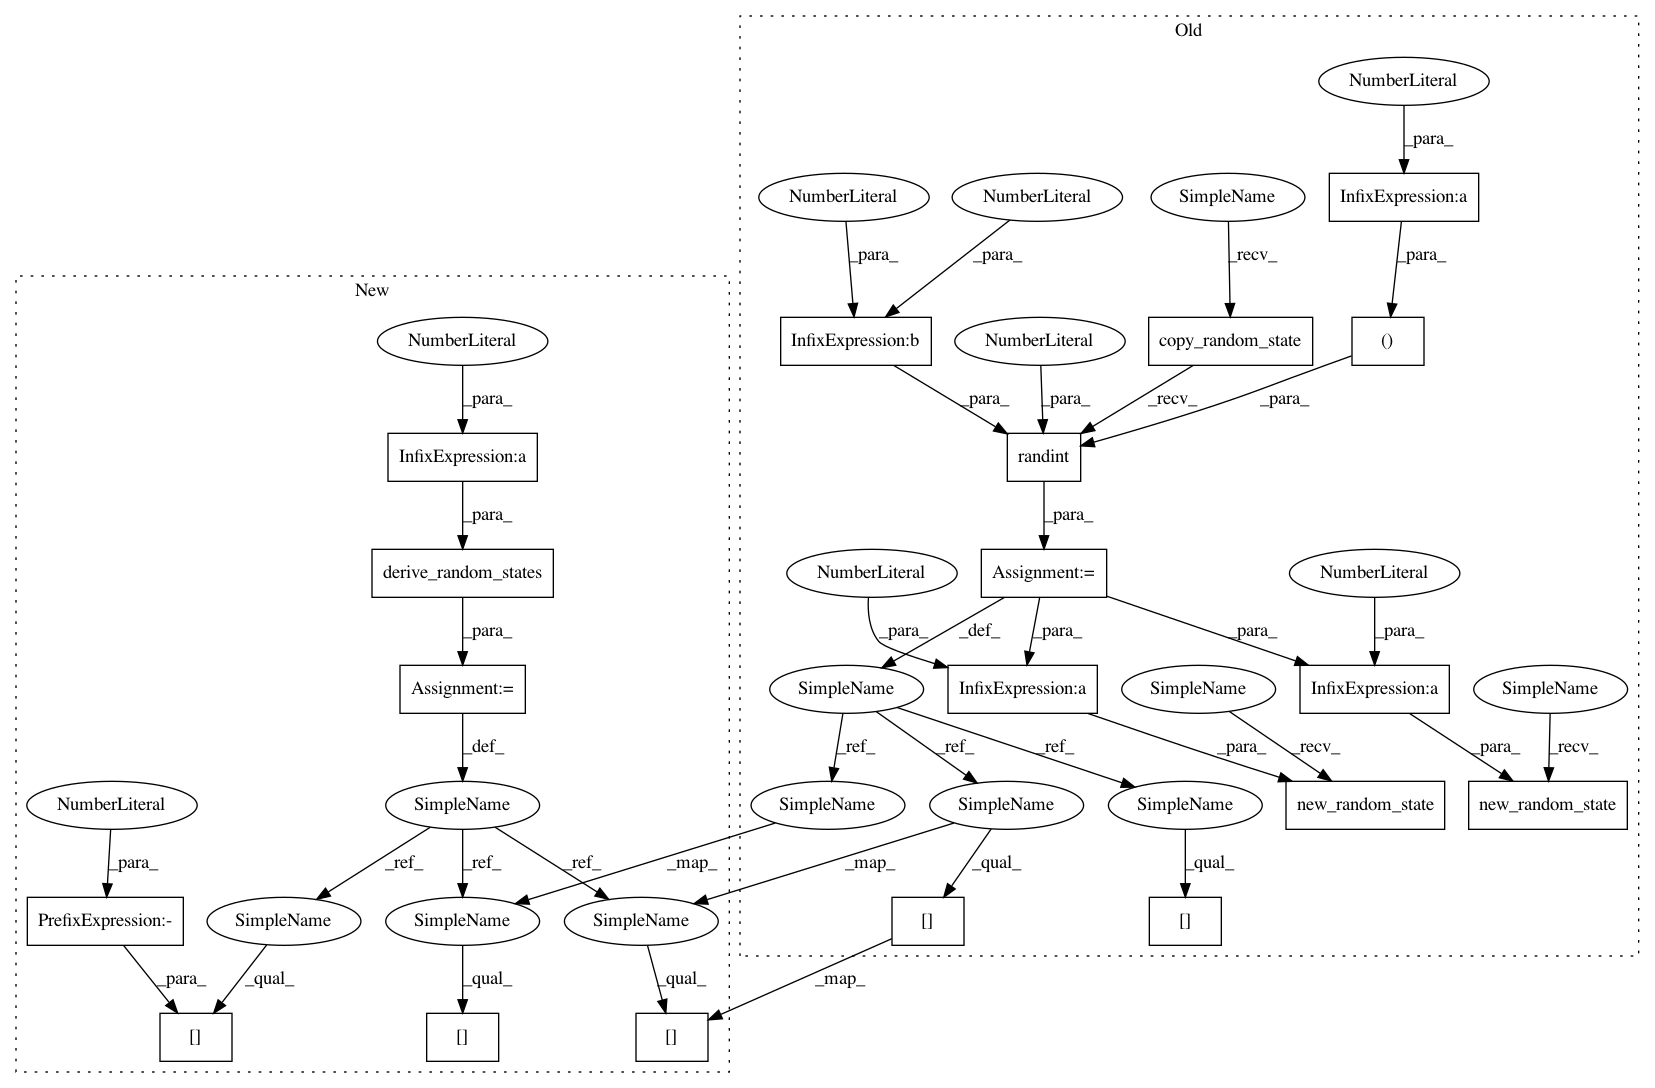 Old
NumberLiteral
_para_
NumberLiteral NumberLiteral SimpleName InfixExpression:a
_para_ _para_ _recv_ _para_
New
NumberLiteral InfixExpression:b NumberLiteral copy_random_state ()
_para_ _para_ _para_ _recv_ _para_
InfixExpression:a randint
_para_ _para_
derive_random_states NumberLiteral Assignment:= NumberLiteral
_para_ _para_ _def_ _para_ _para_ _para_
Assignment:= SimpleName InfixExpression:a SimpleName InfixExpression:a SimpleName
_def_ _ref_ _ref_ _ref_ _para_ _recv_ _para_ _recv_
NumberLiteral SimpleName SimpleName SimpleName SimpleName new_random_state new_random_state
_para_ _ref_ _ref_ _ref_ _map_ _map_ _qual_ _qual_
PrefixExpression:- SimpleName SimpleName SimpleName [] []
_para_ _qual_ _qual_ _qual_ _map_
[] [] []